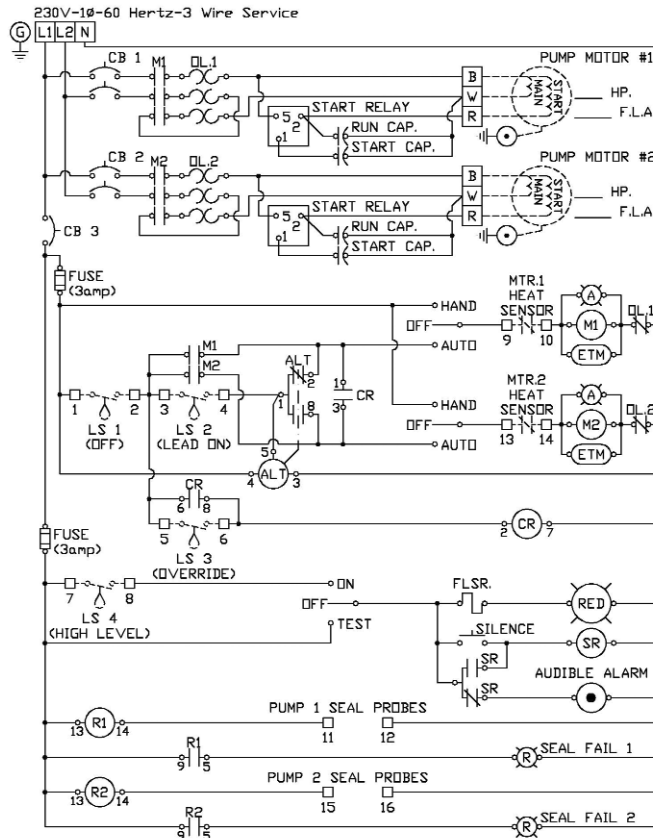 230V-1ø-60 Hertz-3 Wire Service
G L1 L2 N
CB 1 M1 OL.1
PUMP MOTOR #1
B
W
R
START
MAIN
HP.
F.L.A
START RELAY
5
2
1
RUN CAP.
START CAP.
CB 2 M2 OL.2
PUMP MOTOR #2
B
W
R
START
MAIN
HP.
F.L.A
START RELAY
5
2
1
RUN CAP.
START CAP.
CB 3
FUSE
(3amp)
HAND
OFF
AUTO
MTR.1
HEAT
SENSOR
9 10
A
M1
ETM
OL.1
M1
M2
ALT
2
1
8
1
CR
3
1 2
LS 1
(OFF)
3 4
LS 2
(LEAD ON)
HAND
OFF
AUTO
MTR.2
HEAT
SENSOR
13 14
A
M2
ETM
OL.2
5
4 ALT 3
CR
6 8
5 6
LS 3
(OVERRIDE)
2 CR 7
FUSE
(3amp)
7 8
LS 4
(HIGH LEVEL)
ON
OFF
TEST
FLSR.
RED
SILENCE
SR
SR
SR
AUDIBLE ALARM
PUMP 1 SEAL PROBES
13 R1 14
11 12
R1
9 5
R SEAL FAIL 1
PUMP 2 SEAL PROBES
13 R2 14
15 16
R2
9 5
R SEAL FAIL 2